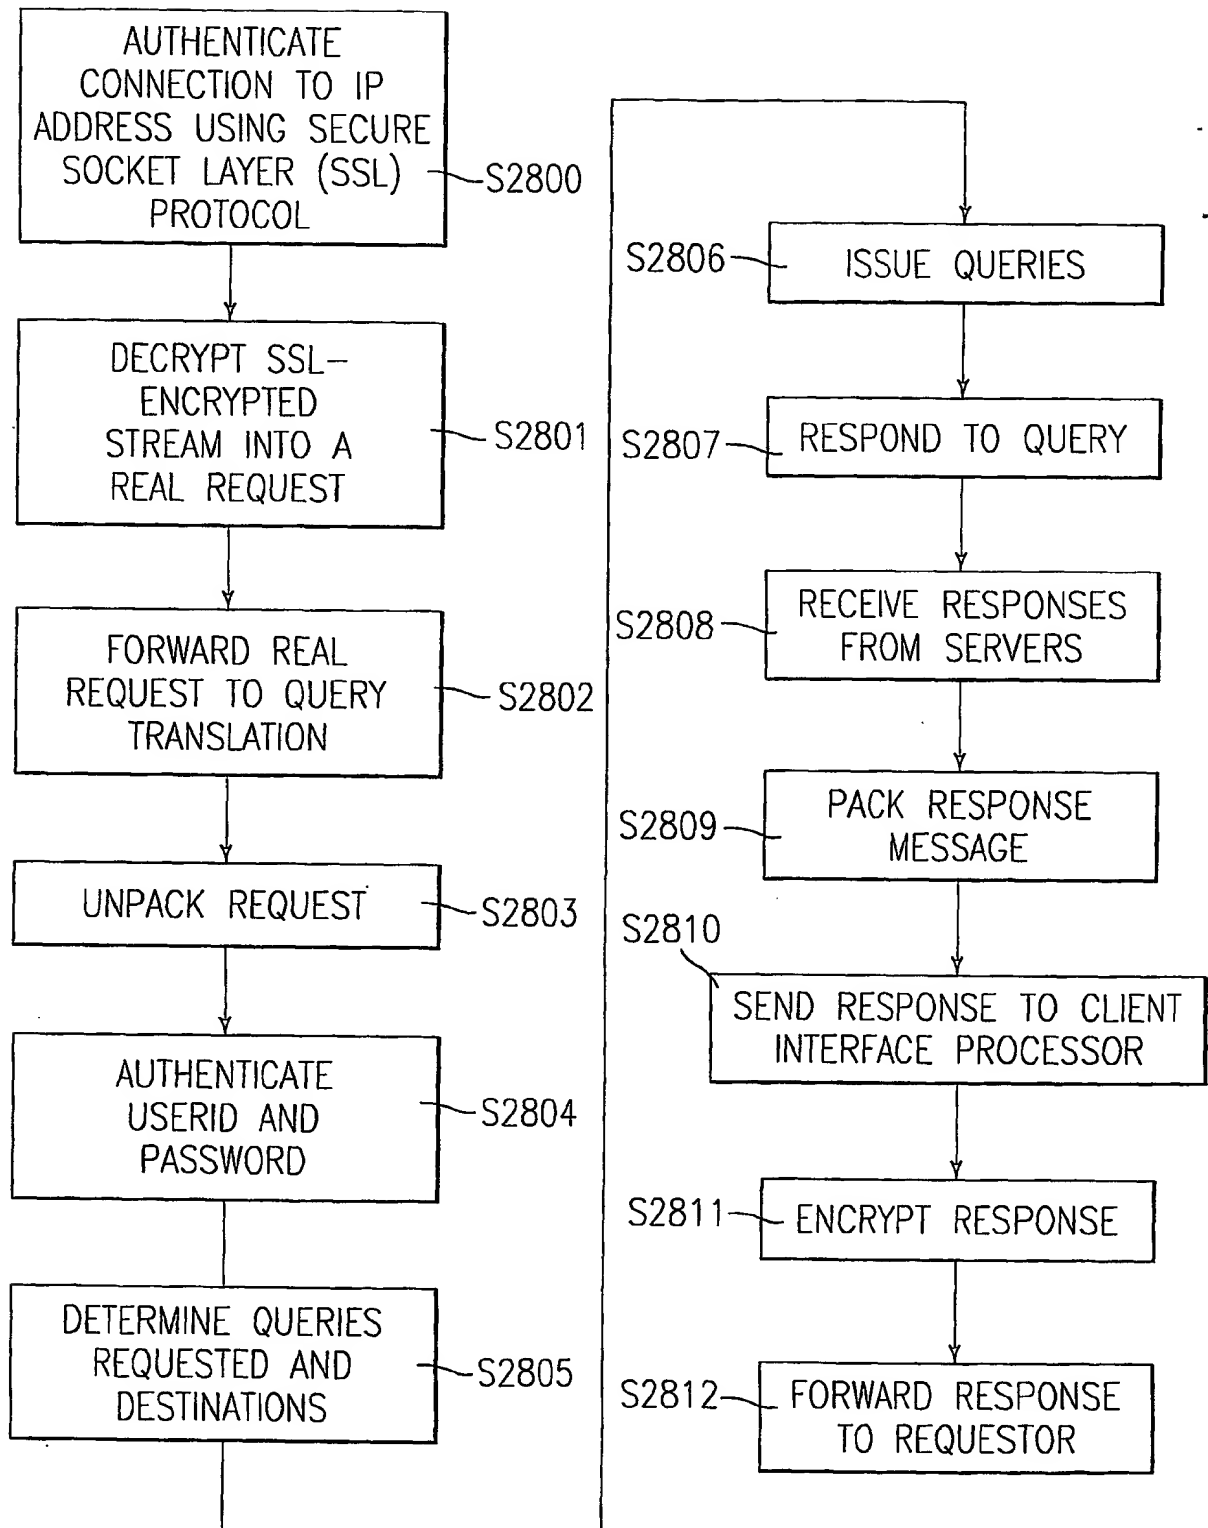 AUTHENTICATE
CONNECTION TO IP
ADDRESS USING SECURE
SOCKET LAYER (SSL)
PROTOCOL
S2800
DECRYPT SSL–
ENCRYPTED
STREAM INTO A
REAL REQUEST
S2801
FORWARD REAL
REQUEST TO QUERY
TRANSLATION
S2802
UNPACK REQUEST
S2803
AUTHENTICATE
USERID AND
PASSWORD
S2804
DETERMINE QUERIES
REQUESTED AND
DESTINATIONS
S2805
S2806
ISSUE QUERIES
S2807
RESPOND TO QUERY
S2808
RECEIVE RESPONSES
FROM SERVERS
S2809
PACK RESPONSE
MESSAGE
S2810
SEND RESPONSE TO CLIENT
INTERFACE PROCESSOR
S2811
ENCRYPT RESPONSE
S2812
FORWARD RESPONSE
TO REQUESTOR